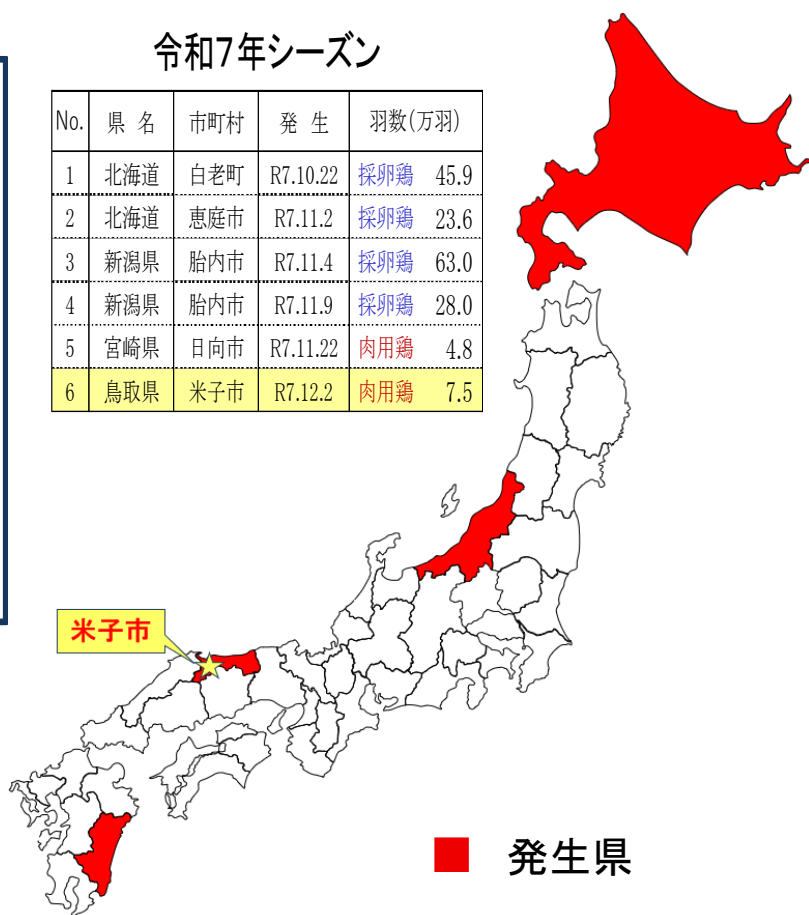 令和7年シーズン
No. 県 名 市町村 発 生 羽数(万羽)
1 北海道 白老町 R7.10.22 採卵鶏 45.9
2 北海道 恵庭市 R7.11.2 採卵鶏 23.6
3 新潟県 胎内市 R7.11.4 採卵鶏 63.0
4 新潟県 胎内市 R7.11.9 採卵鶏 28.0
5 宮崎県 日向市 R7.11.22 肉用鶏 4.8
6 鳥取県 米子市 R7.12.2 肉用鶏 7.5
米子市
発生県